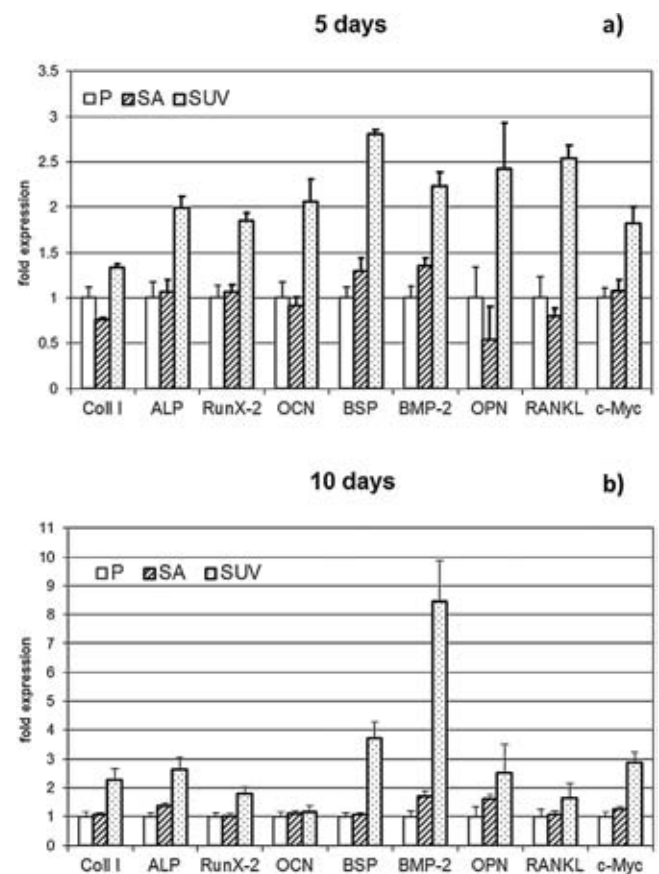 5 days a)
3.5
P SA SUV
3
2.5
2
1.5
1
0.5
0
fold expression
Coll I ALP RunX-2 OCN BSP BMP-2 OPN RANKL c-Myc
10 days b)
11
10
P SA SUV
9
8
7
6
5
4
3
2
1
0
fold expression
Coll I ALP RunX-2 OCN BSP BMP-2 OPN RANKL c-Myc